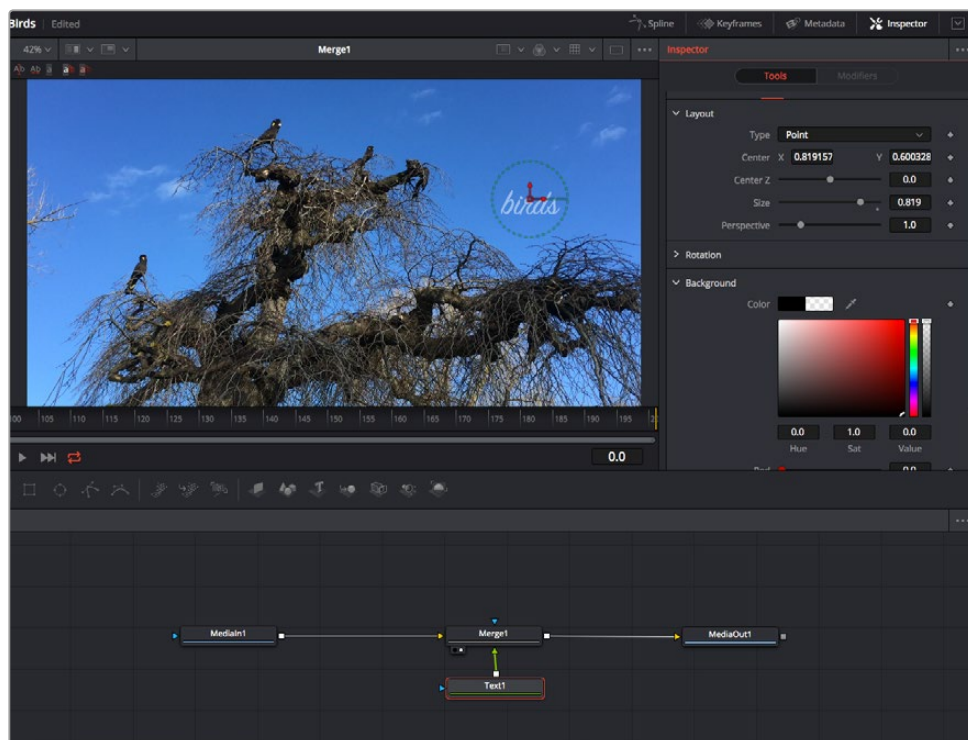 Birds Edited Spline Keyframes Metadata Inspector
42% Merge1 Inspector
Tools Modifiers
Layout
Type Point
Center X 0.819157 Y 0.600328
Center Z 0.0
Size 0.819
Perspective 1.0
birds
Rotation
Background
Color
105 110 115 120 125 130 135 140 145 150 155 160 165 170 175 180 185 190 195
0.0 1.0 0.0
Hue Sat Value
0.0
MediaIn1 Merge1 MediaOut1
Text1